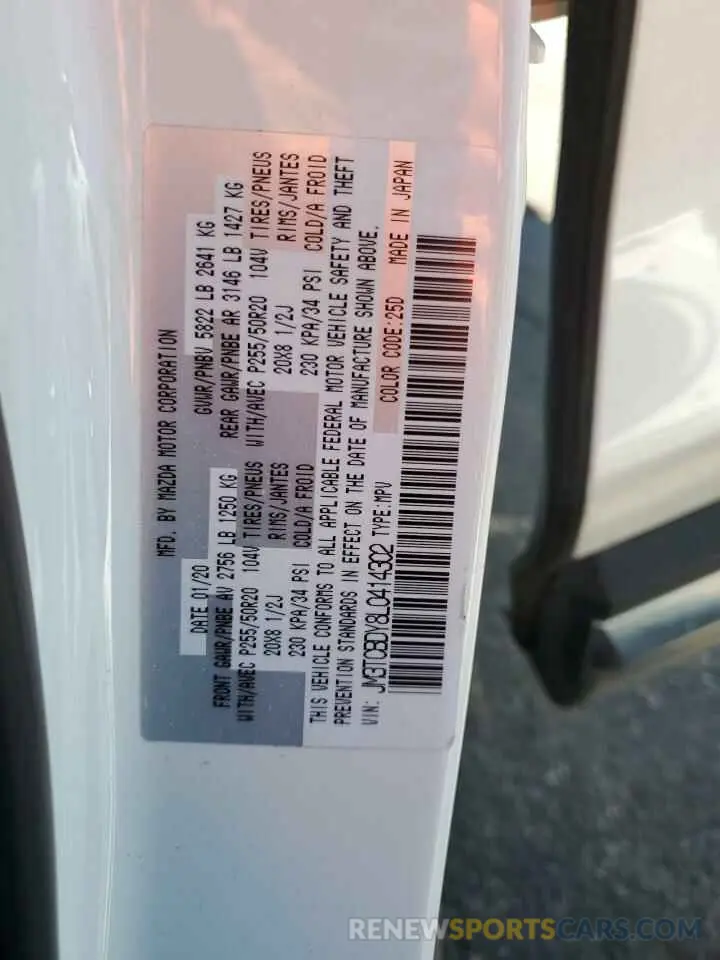 MFD. BY MAZDA MOTOR CORPORATION
DATE 01/20 GVWR/PNBV 5822 LB 2641 KG
FRONT GAWR/PNBE AV 2756 LB 1250 KG REAR GAWR/PNBE AR 3146 LB 1427 KG
WITH/AVEC P255/50R20 104V TIRES/PNEUS WITH/AVEC P255/50R20 104V TIRES/PNEUS
20X8 1/2J RIMS/JANTES 20X8 1/2J RIMS/JANTES
230 KPA/34 PSI COLD/A FROID 230 KPA/34 PSI COLD/A FROID
THIS VEHICLE CONFORMS TO ALL APPLICABLE FEDERAL MOTOR VEHICLE SAFETY AND THEFT
PREVENTION STANDARDS IN EFFECT ON THE DATE OF MANUFACTURE SHOWN ABOVE.
VIN: JM3TCBDY8L0414302 TYPE:MPV COLOR CODE:25D MADE IN JAPAN
RENEWSPORTSCARS.COM